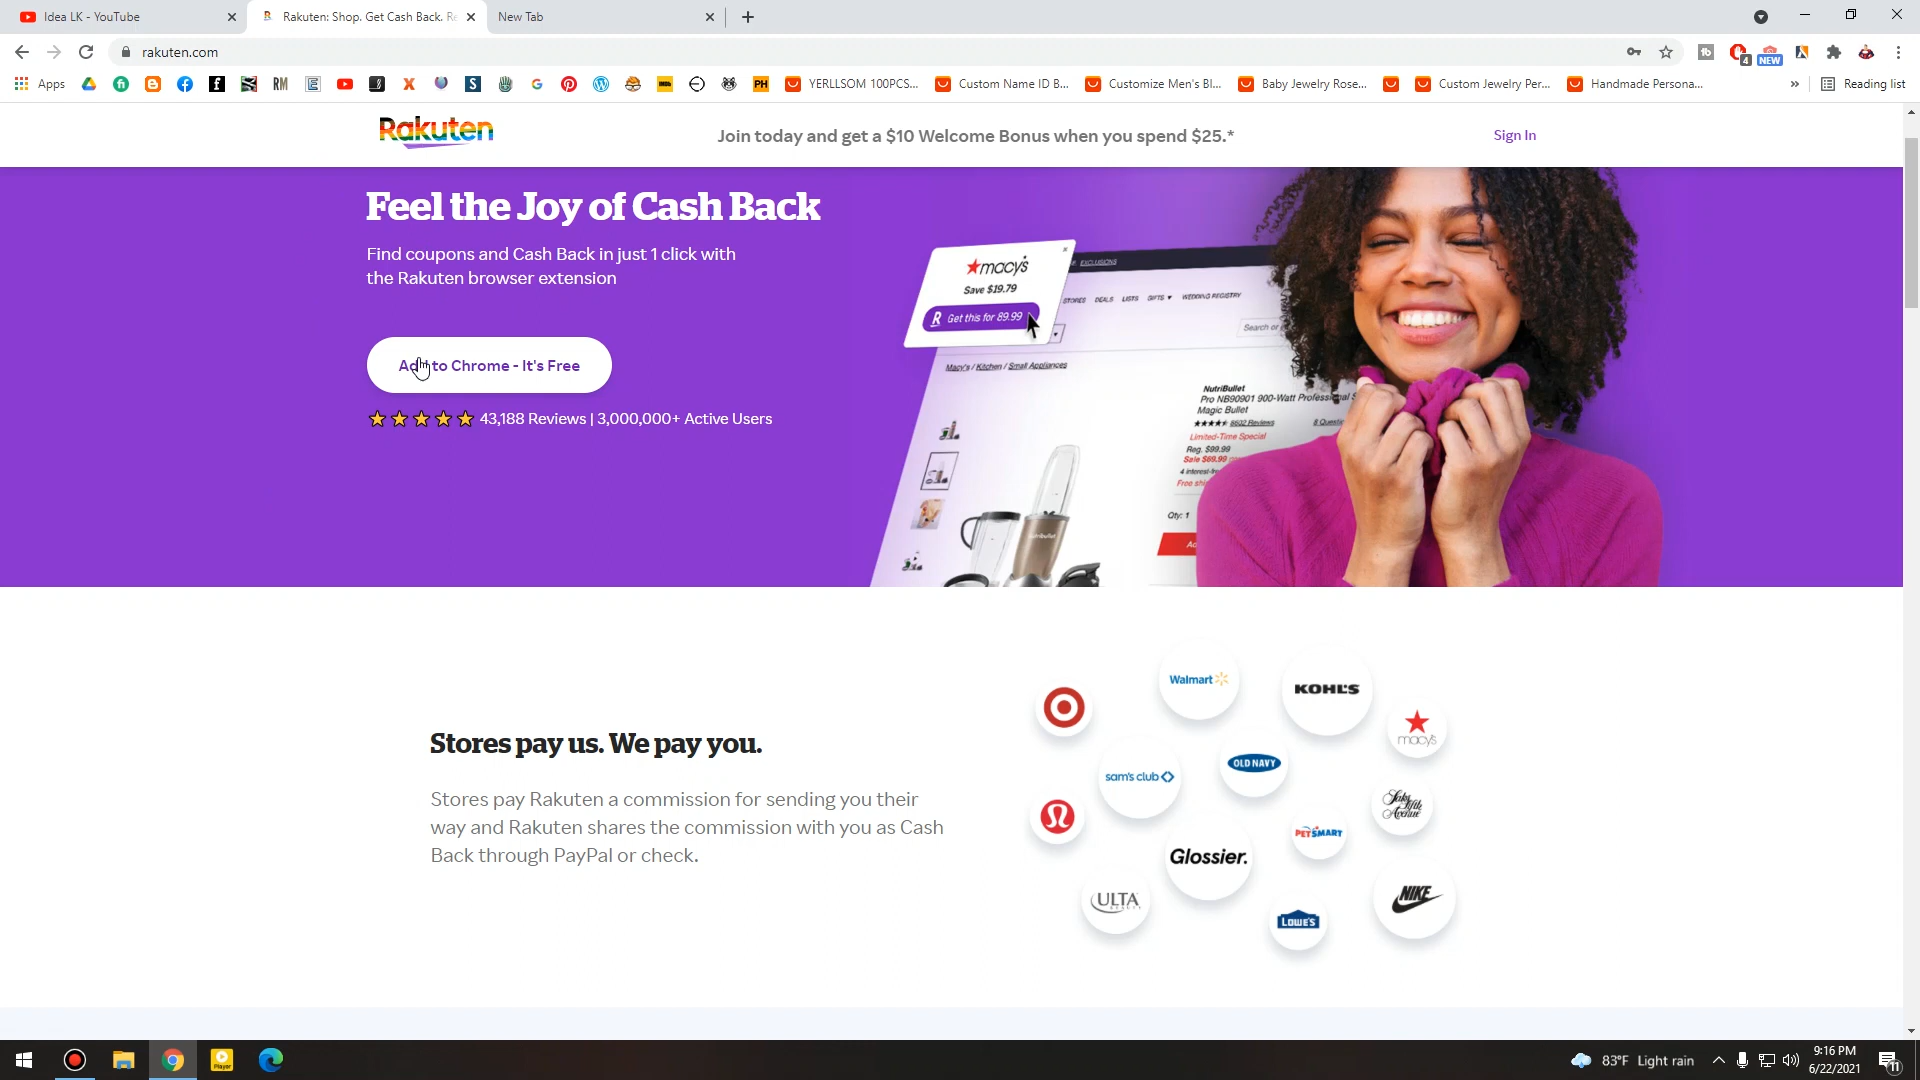 Idea LK - YouTube
Rakuten: Shop. Get Cash Back. Re
New Tab
rakuten.com
4
NEW
Apps
RM
PH
YERLLSOM 100PCS...
Custom Name ID B...
Customize Men's Bl...
Baby Jewelry Rose...
Custom Jewelry Per...
Handmade Persona...
Reading list
Rakuten
Join today and get a $10 Welcome Bonus when you spend $25.*
Sign In
Feel the Joy of Cash Back
Find coupons and Cash Back in just 1 click with
the Rakuten browser extension
Add to Chrome - It's Free
43,188 Reviews | 3,000,000+ Active Users
macy's
Save $19.79
R Get this for 89.99
EXCLUSIONS
STORES DEALS LISTS GIFTS WEDDING REGISTRY
Search or
Macy's / Kitchen / Small Appliances
NutriBullet
Pro NB90901 900-Watt Professional S
Magic Bullet
8602 Reviews
Limited-Time Special
Reg. $99.99
Sale $89.99
Free shi
Qty: 1
nutribullet
Stores pay us. We pay you.
Stores pay Rakuten a commission for sending you their
way and Rakuten shares the commission with you as Cash
Back through PayPal or check.
Walmart
KOHL'S
macy's
sam's club
OLD NAVY
Saks Fifth Avenue
PETSMART
Glossier.
ULTA
LOWE'S
NIKE
Player
83°F Light rain
9:16 PM
6/22/2021
11